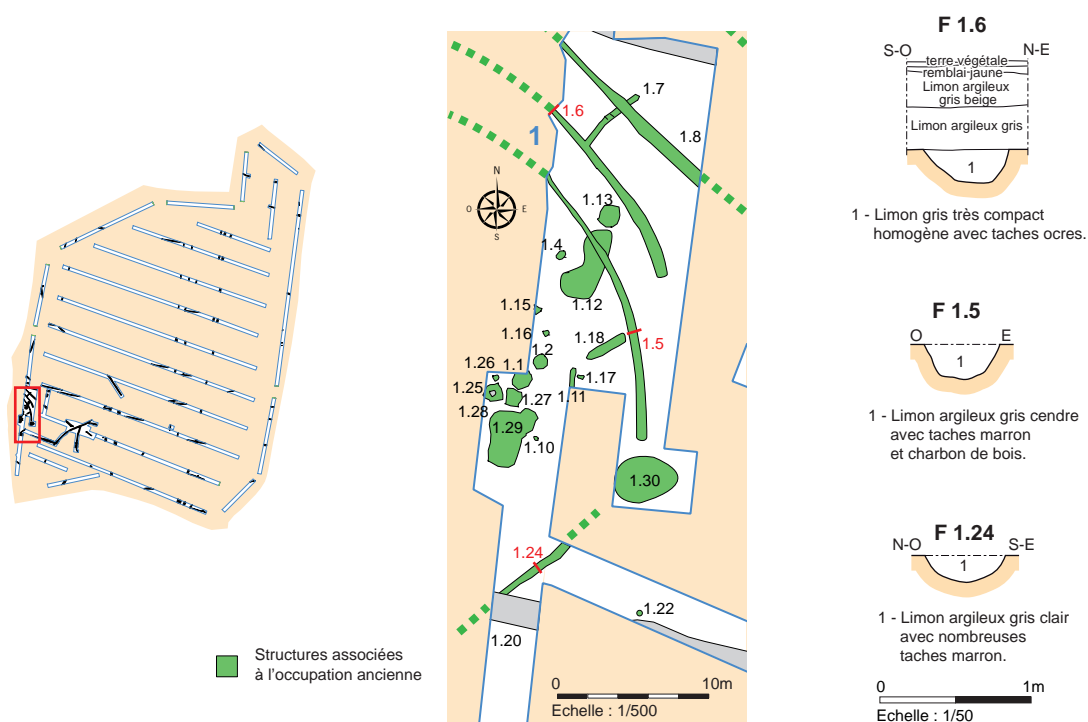 Structures associées
à l'occupation ancienne
1
N
O
E
S
1.6
1.7
1.8
1.13
1.4
1.12
1.15
1.16
1.18
1.5
1.2
1.26
1.1
1.17
1.25
1.27
1.11
1.28
1.29
1.10
1.30
1.24
1.22
1.20
0 10m
Echelle : 1/500
F 1.6
S-O N-E
terre végétale
remblai jaune
Limon argileux
gris beige
Limon argileux gris
1
1 - Limon gris très compact
homogène avec taches ocres.
F 1.5
O E
1
1 - Limon argileux gris cendre
avec taches marron
et charbon de bois.
F 1.24
N-O S-E
1
1 - Limon argileux gris clair
avec nombreuses
taches marron.
0 1m
Echelle : 1/50